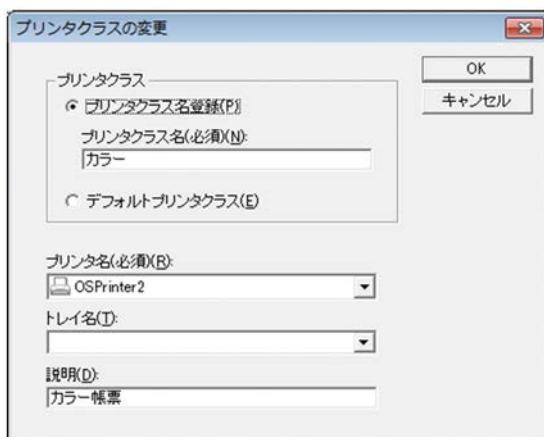 プリンタクラスの変更
OK
キャンセル
プリンタクラス
プリンタクラス名登録(P)
プリンタクラス名(必須)(N):
カラー
デフォルトプリンタクラス(E)
プリンタ名(必須)(R):
OSPrinter2
トレイ名(T):
説明(D):
カラー帳票